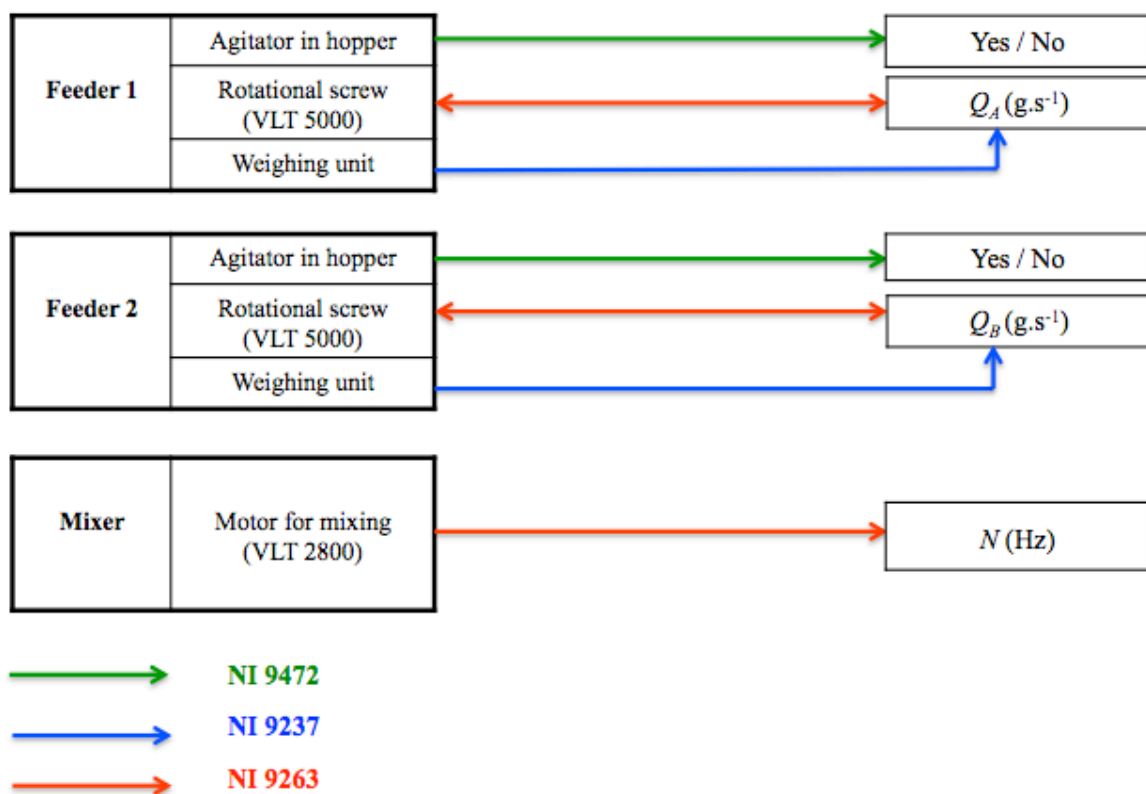 Agitator in hopper
Yes / No
Feeder 1
Rotational screw
(VLT 5000)
Q_A (g.s⁻¹)
Weighing unit
Agitator in hopper
Yes / No
Feeder 2
Rotational screw
(VLT 5000)
Q_B (g.s⁻¹)
Weighing unit
Mixer
Motor for mixing
(VLT 2800)
N (Hz)
NI 9472
NI 9237
NI 9263